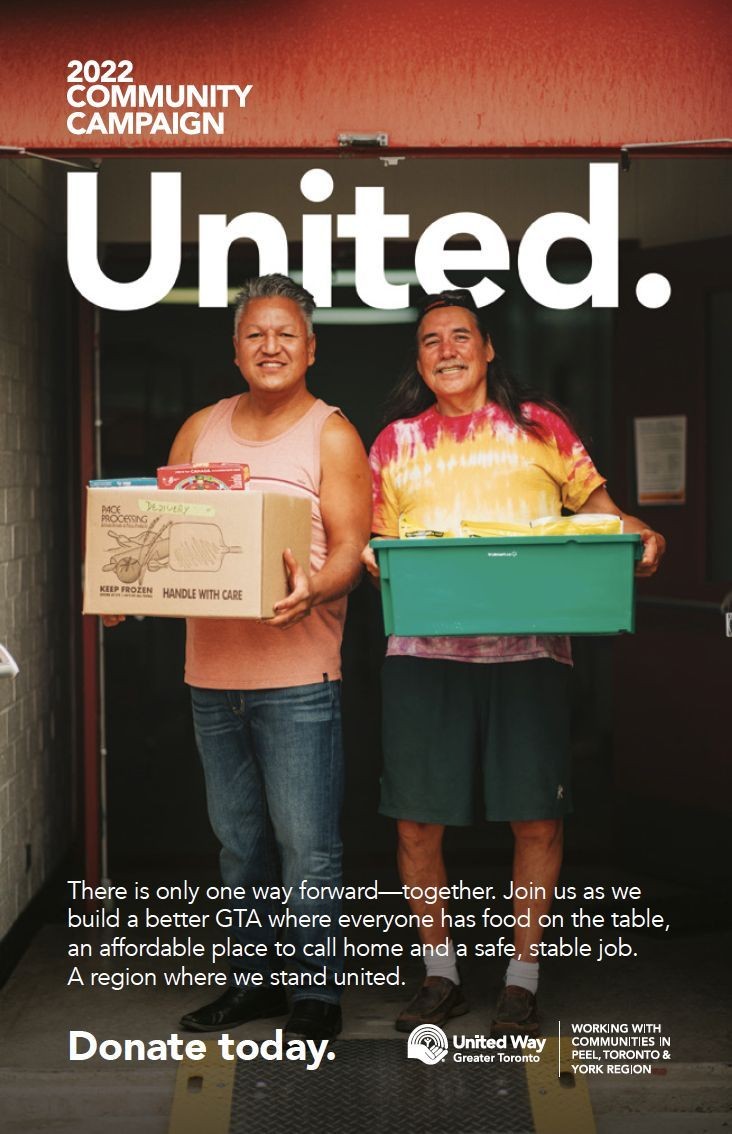 2022
COMMUNITY
CAMPAIGN
United.
DELIVERY
PACE
PROCESSING
KEEP FROZEN
HANDLE WITH CARE
There is only one way forward—together. Join us as we
build a better GTA where everyone has food on the table,
an affordable place to call home and a safe, stable job.
A region where we stand united.
Donate today.
United Way
Greater Toronto
WORKING WITH
COMMUNITIES IN
PEEL, TORONTO &
YORK REGION